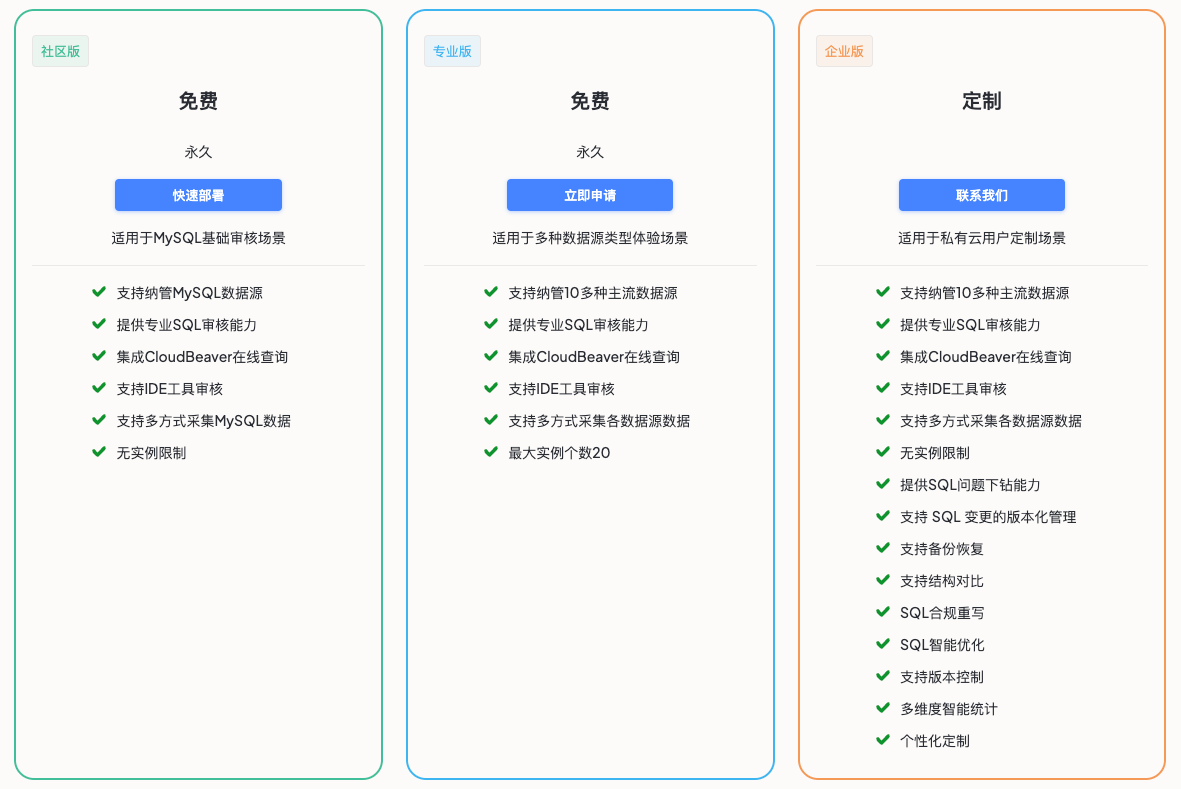 社区版
免费
永久
快速部署
适用于MySQL基础审核场景
支持纳管MySQL数据源
提供专业SQL审核能力
集成CloudBeaver在线查询
支持IDE工具审核
支持多方式采集MySQL数据
无实例限制
专业版
免费
永久
立即申请
适用于多种数据源类型体验场景
支持纳管10多种主流数据源
提供专业SQL审核能力
集成CloudBeaver在线查询
支持IDE工具审核
支持多方式采集各数据源数据
最大实例个数20
企业版
定制
联系我们
适用于私有云用户定制场景
支持纳管10多种主流数据源
提供专业SQL审核能力
集成CloudBeaver在线查询
支持IDE工具审核
支持多方式采集各数据源数据
无实例限制
提供SQL问题下钻能力
支持 SQL 变更的版本化管理
支持备份恢复
支持结构对比
SQL合规重写
SQL智能优化
支持版本控制
多维度智能统计
个性化定制